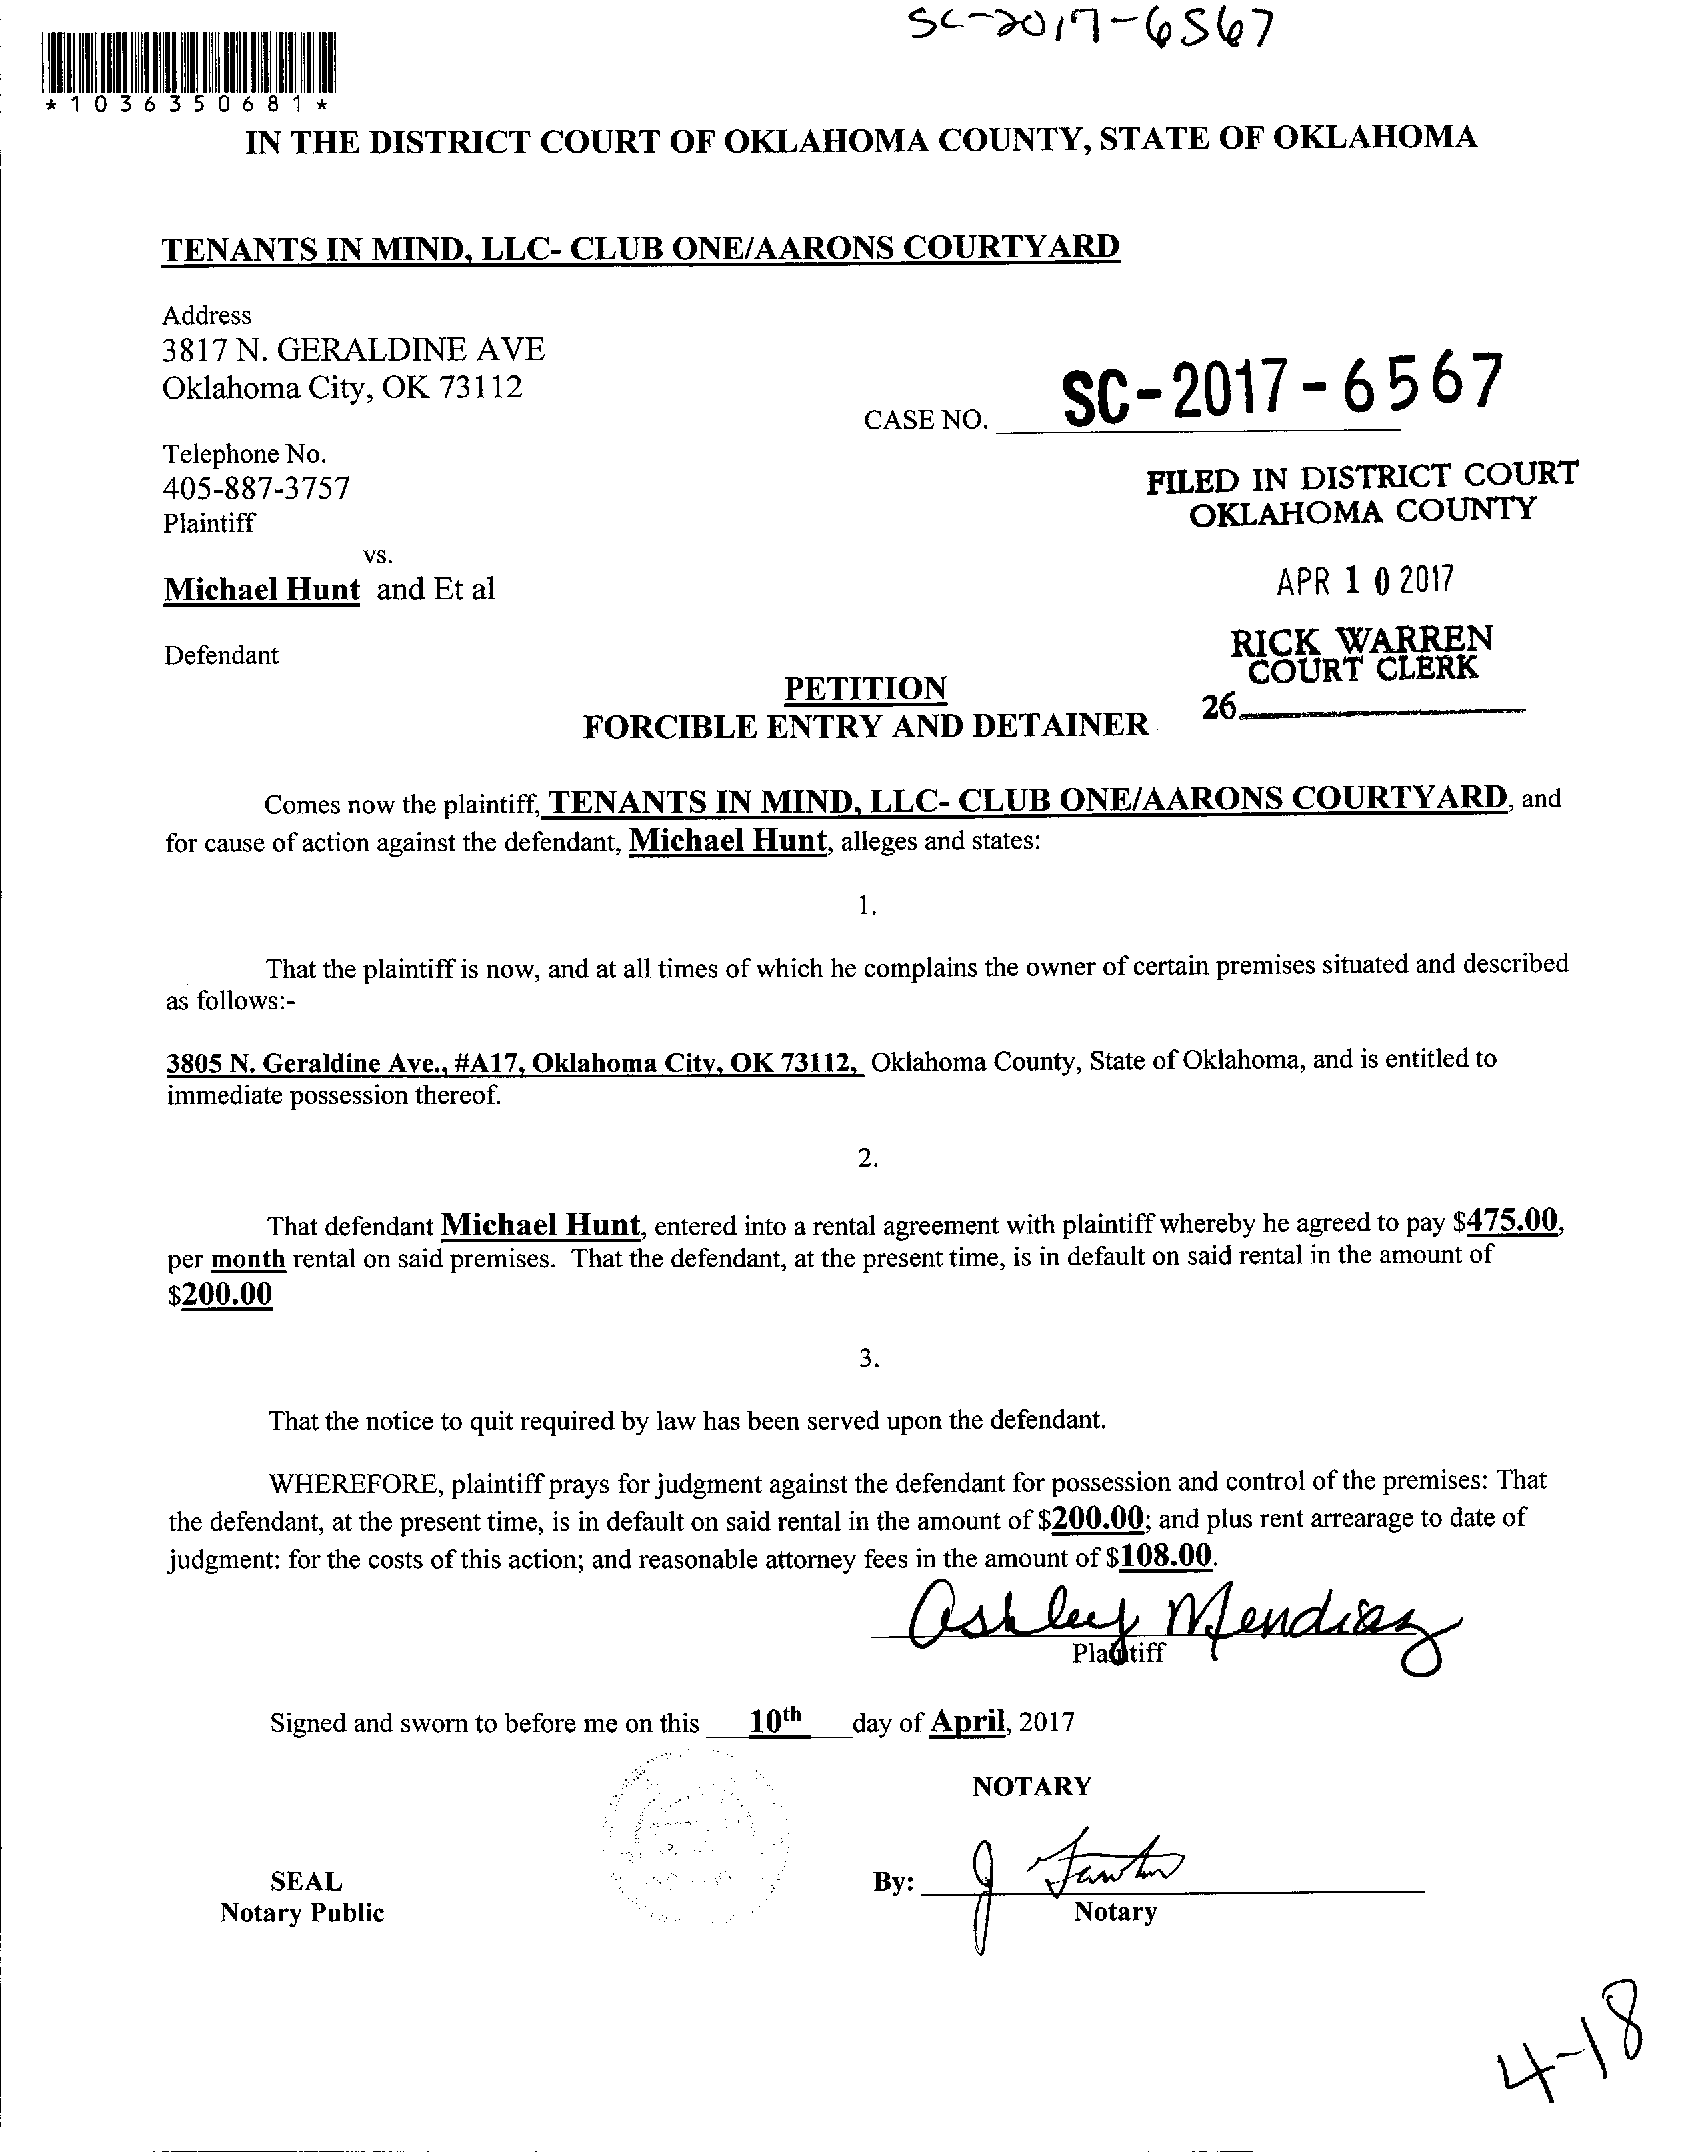 SC-2017-6567
*1036350681*
IN THE DISTRICT COURT OF OKLAHOMA COUNTY, STATE OF OKLAHOMA
TENANTS IN MIND, LLC- CLUB ONE/AARONS COURTYARD
Address
3817 N. GERALDINE AVE
Oklahoma City, OK 73112
CASE NO. SC-2017-6567
Telephone No.
405-887-3757
Plaintiff
vs.
Michael Hunt and Et al
Defendant
FILED IN DISTRICT COURT
OKLAHOMA COUNTY
APR 10 2017
RICK WARREN
COURT CLERK
26
PETITION
FORCIBLE ENTRY AND DETAINER
Comes now the plaintiff, TENANTS IN MIND, LLC- CLUB ONE/AARONS COURTYARD, and
for cause of action against the defendant, Michael Hunt, alleges and states:
1.
That the plaintiff is now, and at all times of which he complains the owner of certain premises situated and described
as follows:-
3805 N. Geraldine Ave., #A17, Oklahoma City, OK 73112, Oklahoma County, State of Oklahoma, and is entitled to
immediate possession thereof.
2.
That defendant Michael Hunt, entered into a rental agreement with plaintiff whereby he agreed to pay $475.00,
per month rental on said premises. That the defendant, at the present time, is in default on said rental in the amount of
$200.00
3.
That the notice to quit required by law has been served upon the defendant.
WHEREFORE, plaintiff prays for judgment against the defendant for possession and control of the premises: That
the defendant, at the present time, is in default on said rental in the amount of $200.00; and plus rent arrearage to date of
judgment: for the costs of this action; and reasonable attorney fees in the amount of $108.00.
Ashley Mendiaz
Plaintiff
Signed and sworn to before me on this 10th day of April, 2017
NOTARY
SEAL
Notary Public
By: J
Notary
4-18